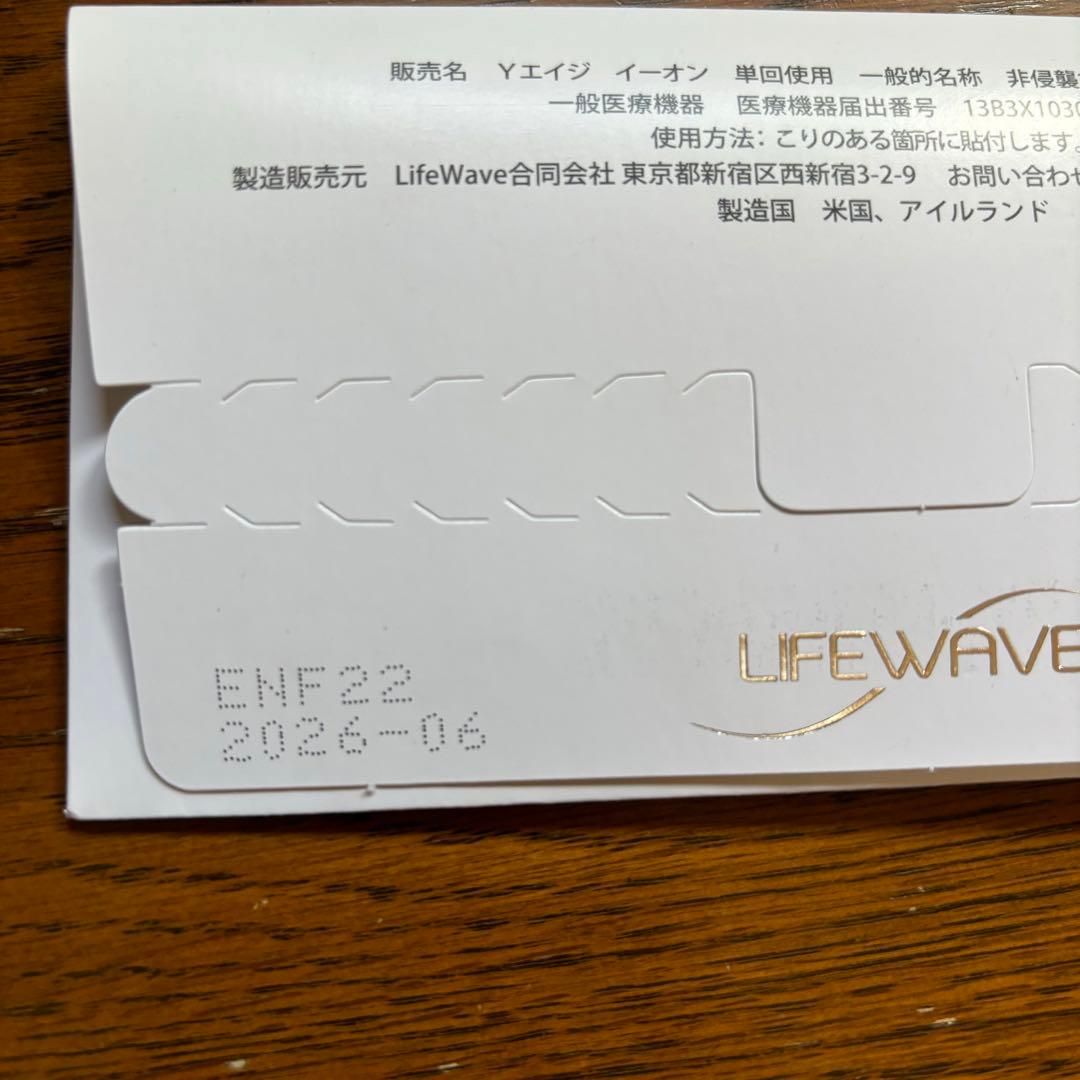 販売名 Yエイジ イーオン 単回使用 一般的名称 非侵襲
一般医療機器 医療機器届出番号 13B3X1030
使用方法：こりのある箇所に貼付します。
製造販売元 LifeWave合同会社 東京都新宿区西新宿3-2-9 お問い合わせ
製造国 米国、アイルランド
LIFEWAVE
ENF22
2026-06